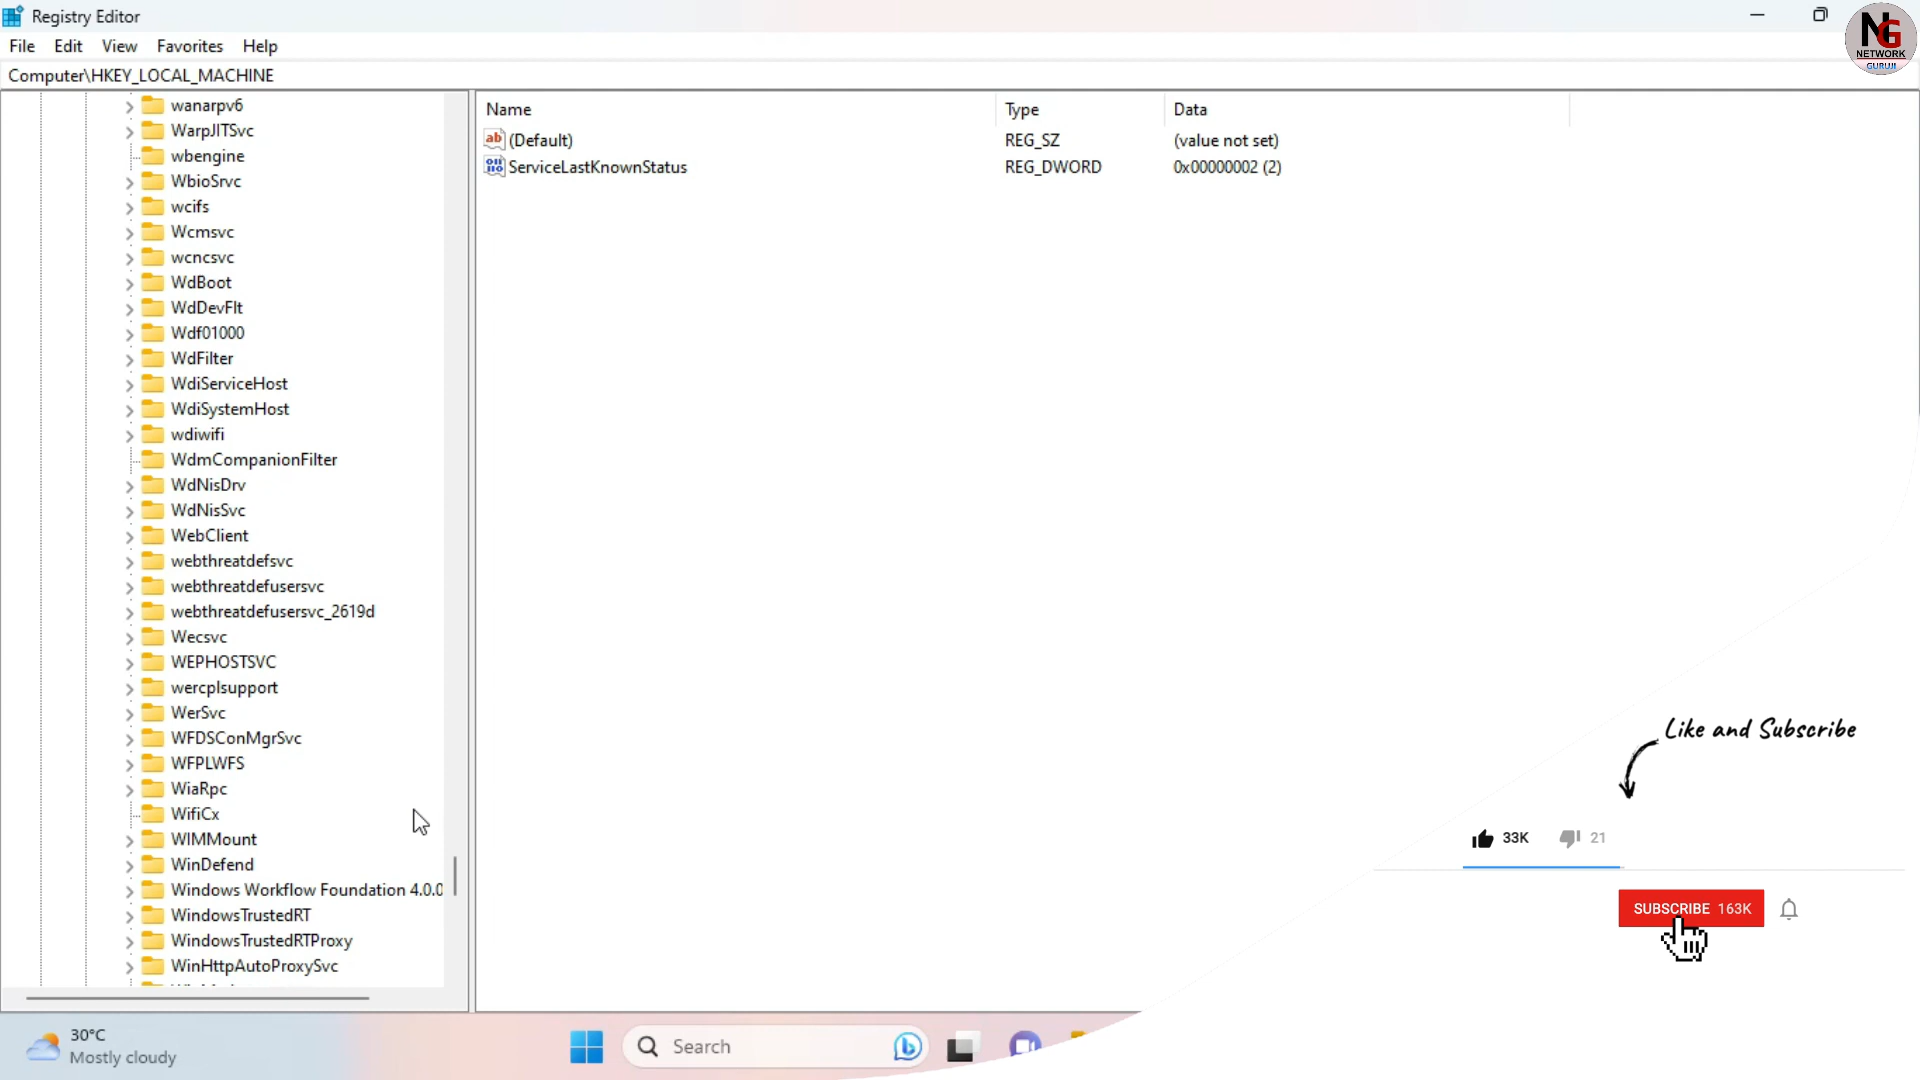 Registry Editor
NG
NETWORK
GURUJI
File Edit View Favorites Help
Computer\HKEY_LOCAL_MACHINE
Name Type Data
(Default) REG_SZ (value not set)
ServiceLastKnownStatus REG_DWORD 0x00000002 (2)
wanarpv6
WarpJITSvc
wbengine
WbioSrvc
wcifs
Wcmsvc
wcncsvc
WdBoot
WdDevFlt
Wdf01000
WdFilter
WdiServiceHost
WdiSystemHost
wdiwifi
WdmCompanionFilter
WdNisDrv
WdNisSvc
WebClient
webthreatdefsvc
webthreatdefusersvc
webthreatdefusersvc_2619d
Wecsvc
WEPHOSTSVC
wercplsupport
WerSvc
WFDSConMgrSvc
WFPLWFS
WiaRpc
WifiCx
WIMMount
WinDefend
Windows Workflow Foundation 4.0.0
WindowsTrustedRT
WindowsTrustedRTProxy
WinHttpAutoProxySvc
Like and Subscribe
33K 21
SUBSCRIBE 163K
30°C
Mostly cloudy
Search